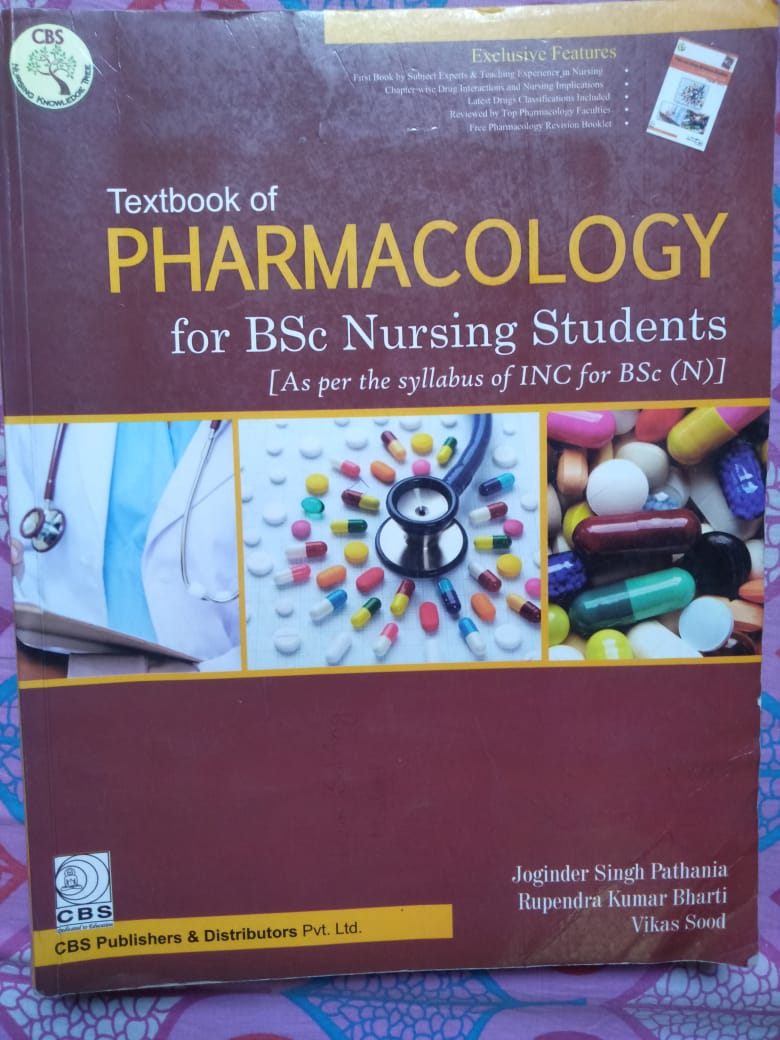 CBS
NURSING KNOWLEDGE TREE
Exclusive Features
First Book by Subject Experts & Teaching Experience in Nursing
Chapter-wise Drug Interactions and Nursing Implications
Latest Drugs Classifications Included
Reviewed by Top Pharmacology Faculties
Free Pharmacology Revision Booklet
Textbook of
PHARMACOLOGY
for BSc Nursing Students
[As per the syllabus of INC for BSc (N)]
Joginder Singh Pathania
Rupendra Kumar Bharti
Vikas Sood
CBS
Dedicated to Education
CBS Publishers & Distributors Pvt. Ltd.